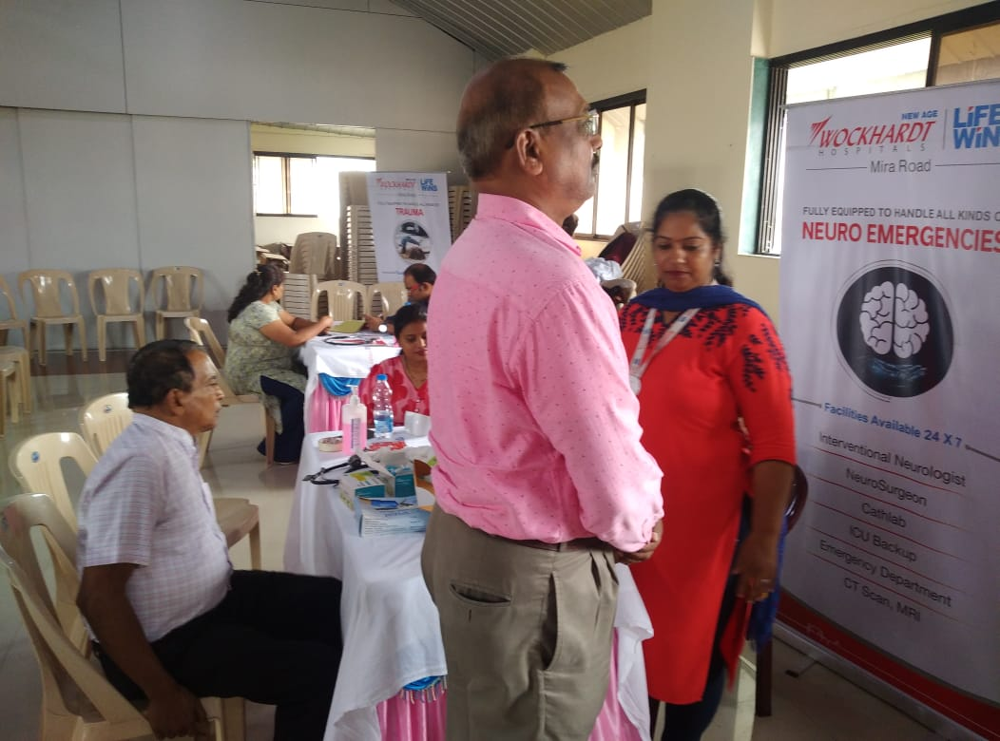 NEW AGE
WOCKHARDT
HOSPITALS
LiFE
WiNS
Mira Road
FULLY EQUIPPED TO HANDLE ALL KINDS O
NEURO EMERGENCIES
Facilities Available 24 X 7
Interventional Neurologist
NeuroSurgeon
Cathlab
ICU Backup
Emergency Department
CT Scan, MRI
WOCKHARDT
LiFE
WiNS
TRAUMA